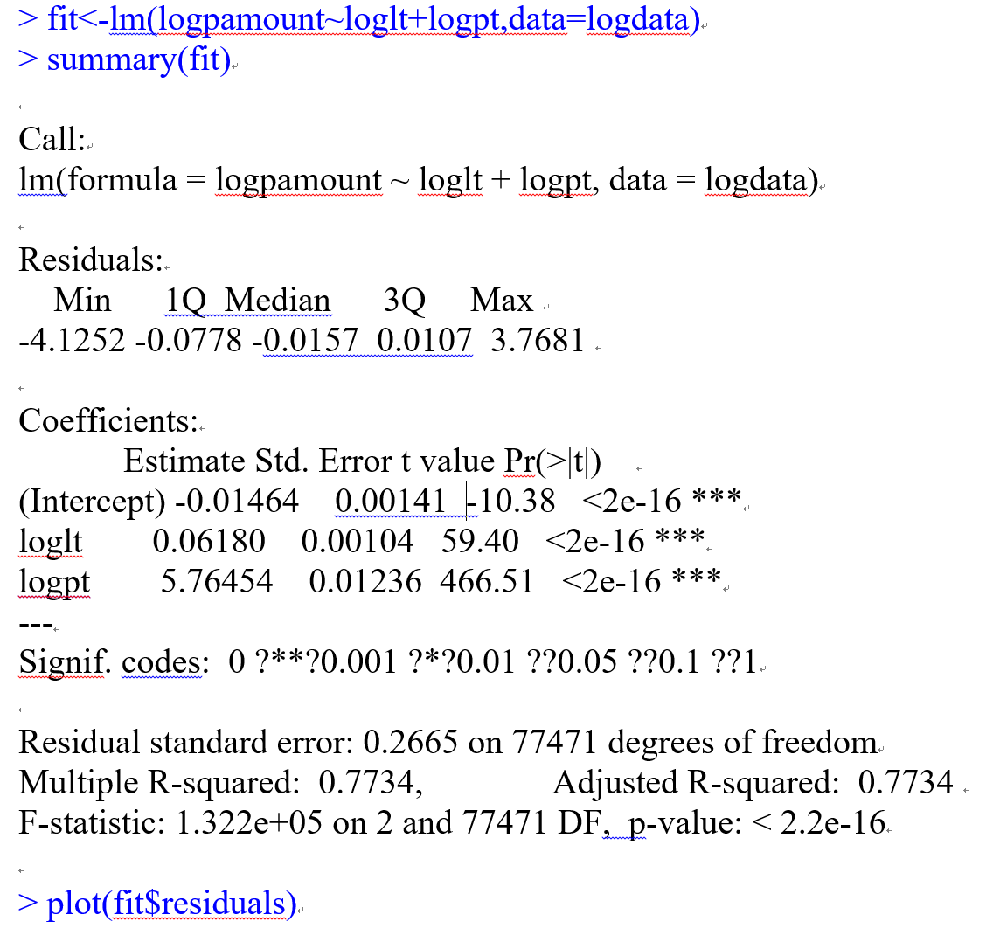 > fit<-lm(logpamount~loglt+logpt,data=logdata)
> summary(fit)
Call:
lm(formula = logpamount ~ loglt + logpt, data = logdata)
Residuals:
Min 1Q Median 3Q Max
-4.1252 -0.0778 -0.0157 0.0107 3.7681
Coefficients:
Estimate Std. Error t value Pr(>|t|)
(Intercept) -0.01464 0.00141 -10.38 <2e-16 ***
loglt 0.06180 0.00104 59.40 <2e-16 ***
logpt 5.76454 0.01236 466.51 <2e-16 ***
---
Signif. codes: 0 ?**?0.001 ?*?0.01 ??0.05 ??0.1 ??1
Residual standard error: 0.2665 on 77471 degrees of freedom
Multiple R-squared: 0.7734, Adjusted R-squared: 0.7734
F-statistic: 1.322e+05 on 2 and 77471 DF, p-value: < 2.2e-16
> plot(fit$residuals)